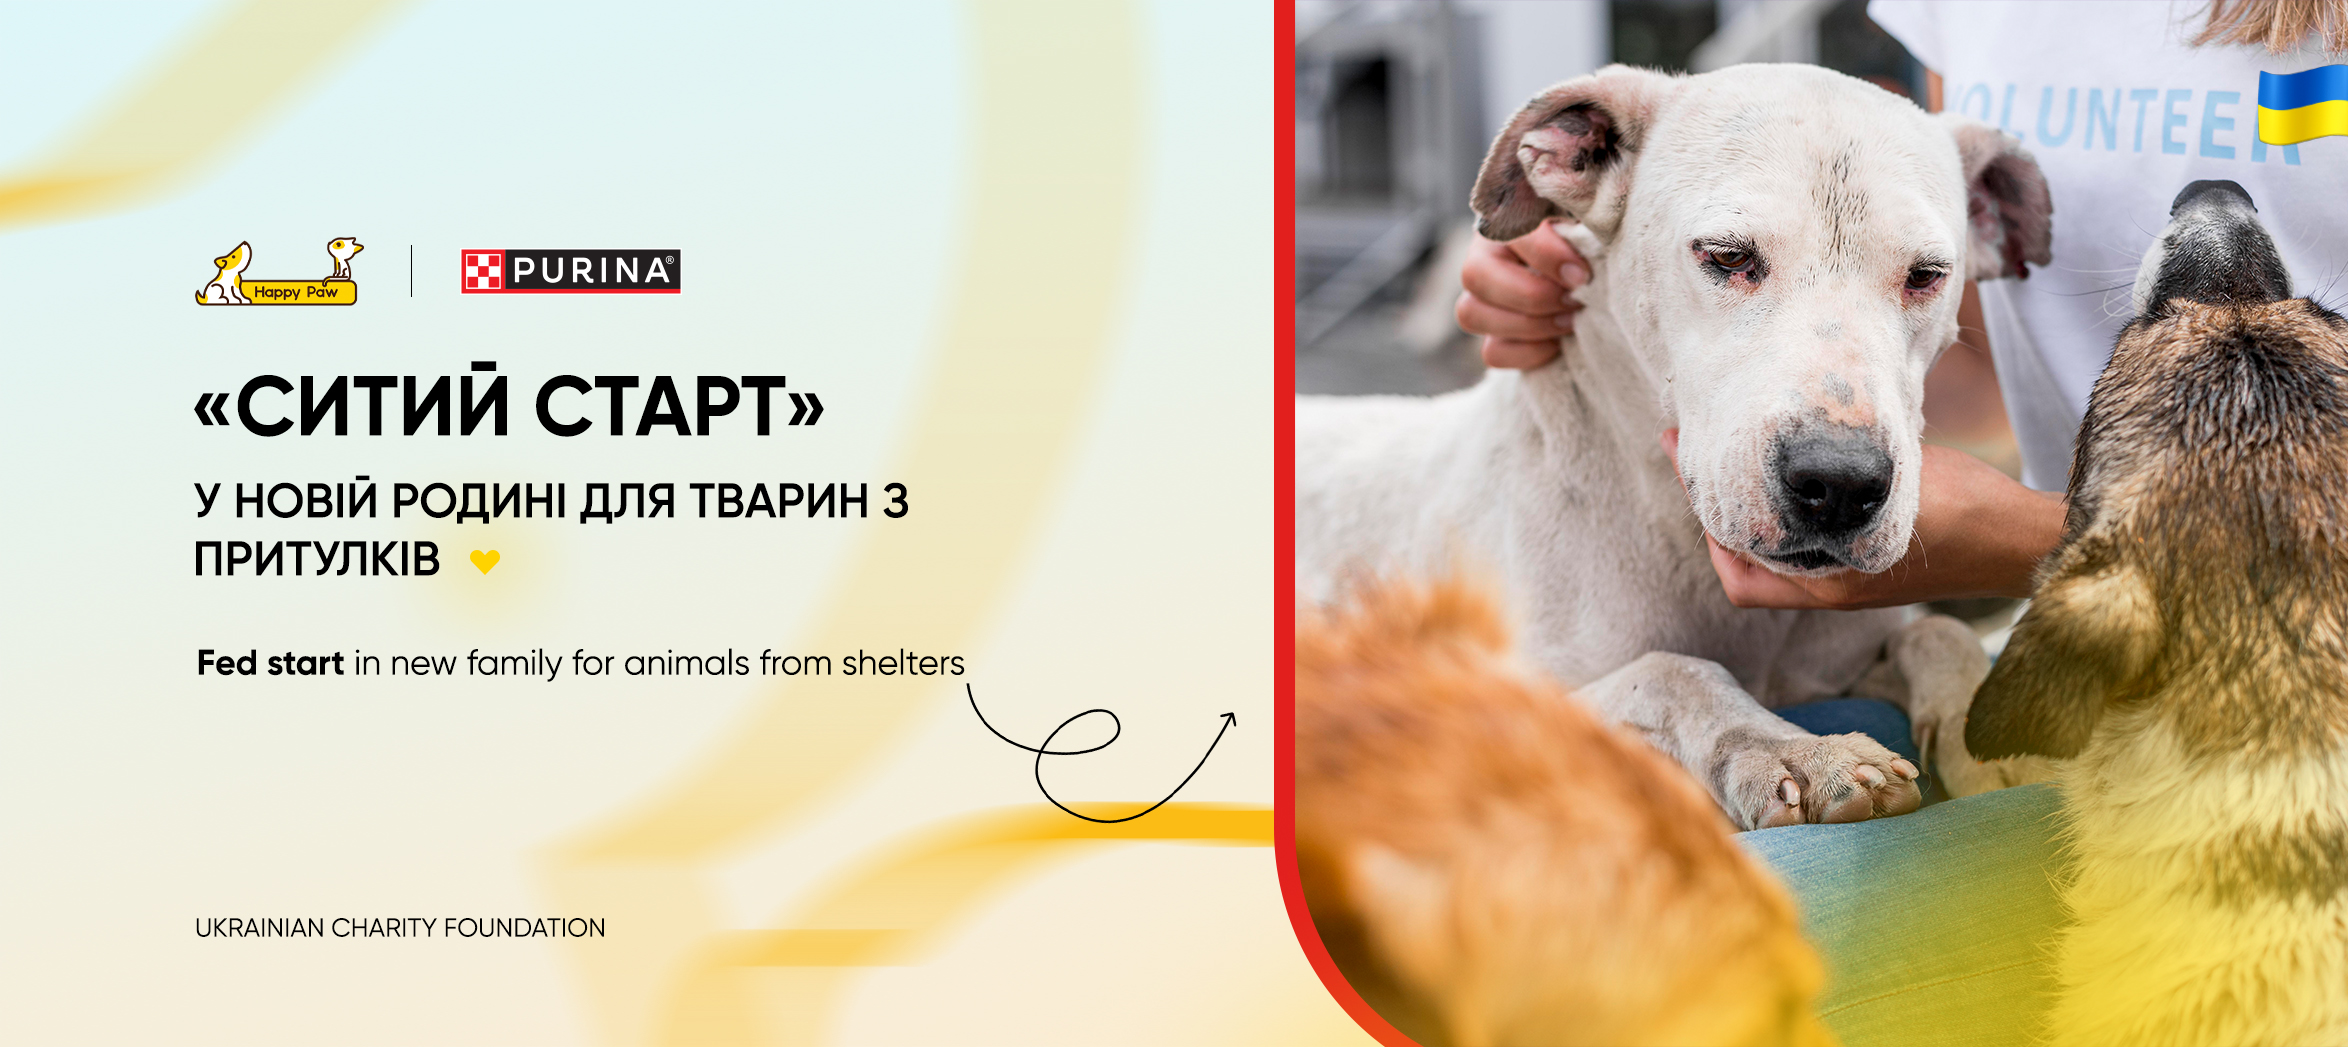 Happy Paw
PURINA®
«СИТИЙ СТАРТ»
У НОВІЙ РОДИНІ ДЛЯ ТВАРИН З
ПРИТУЛКІВ
Fed start in new family for animals from shelters
UKRAINIAN CHARITY FOUNDATION
VOLUNTEER